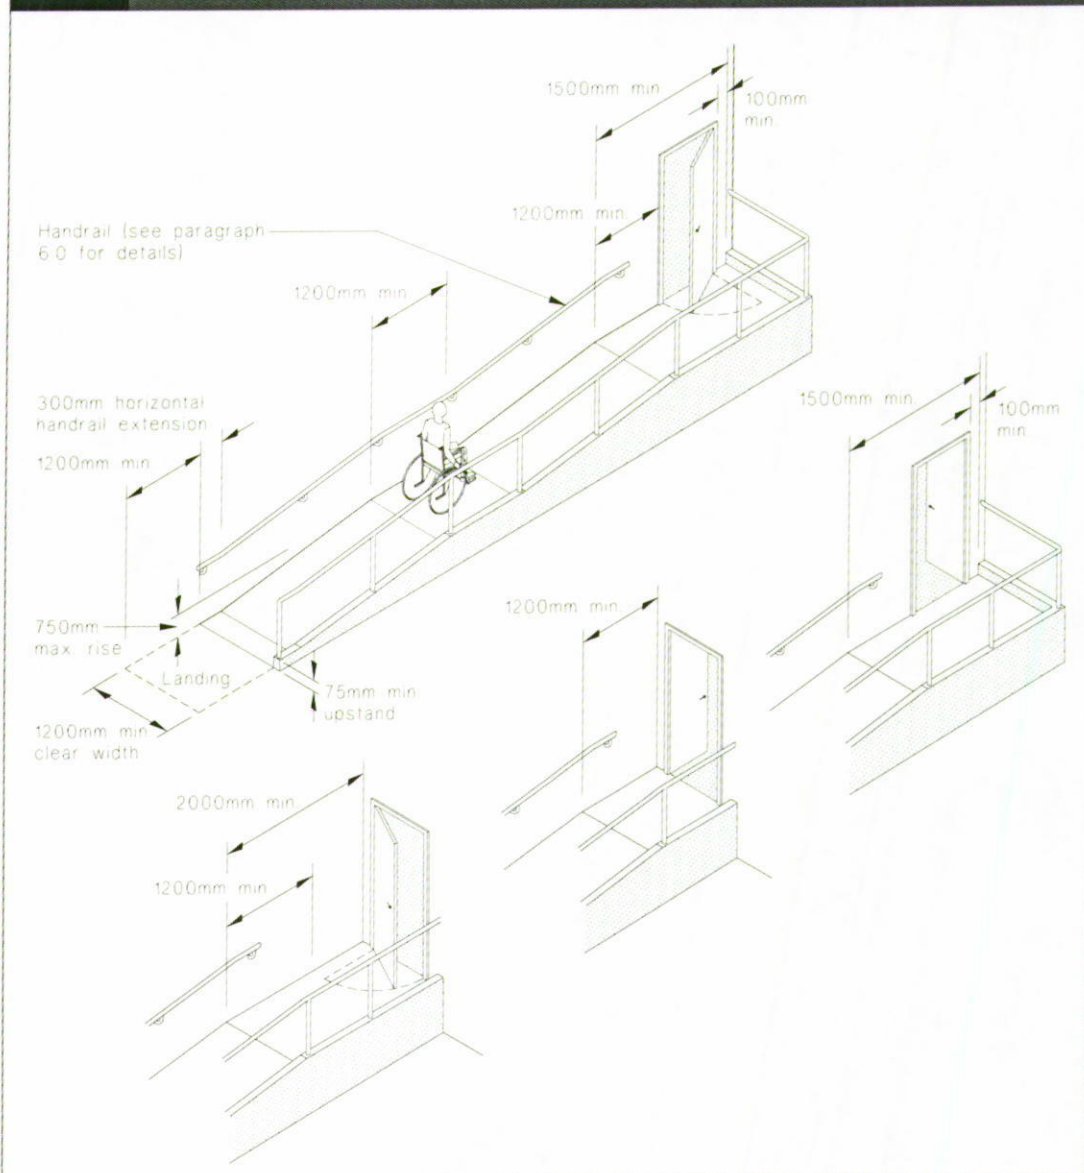 1500mm min
100mm
min.
1200mm min.
Handrail (see paragraph
6.0 for details)
1200mm min
300mm horizontal
handrail extension
1200mm min
750mm
max rise
Landing
75mm min
upstand
1200mm min
clear width
1500mm min.
100mm
min
1200mm min.
2000mm min.
1200mm min